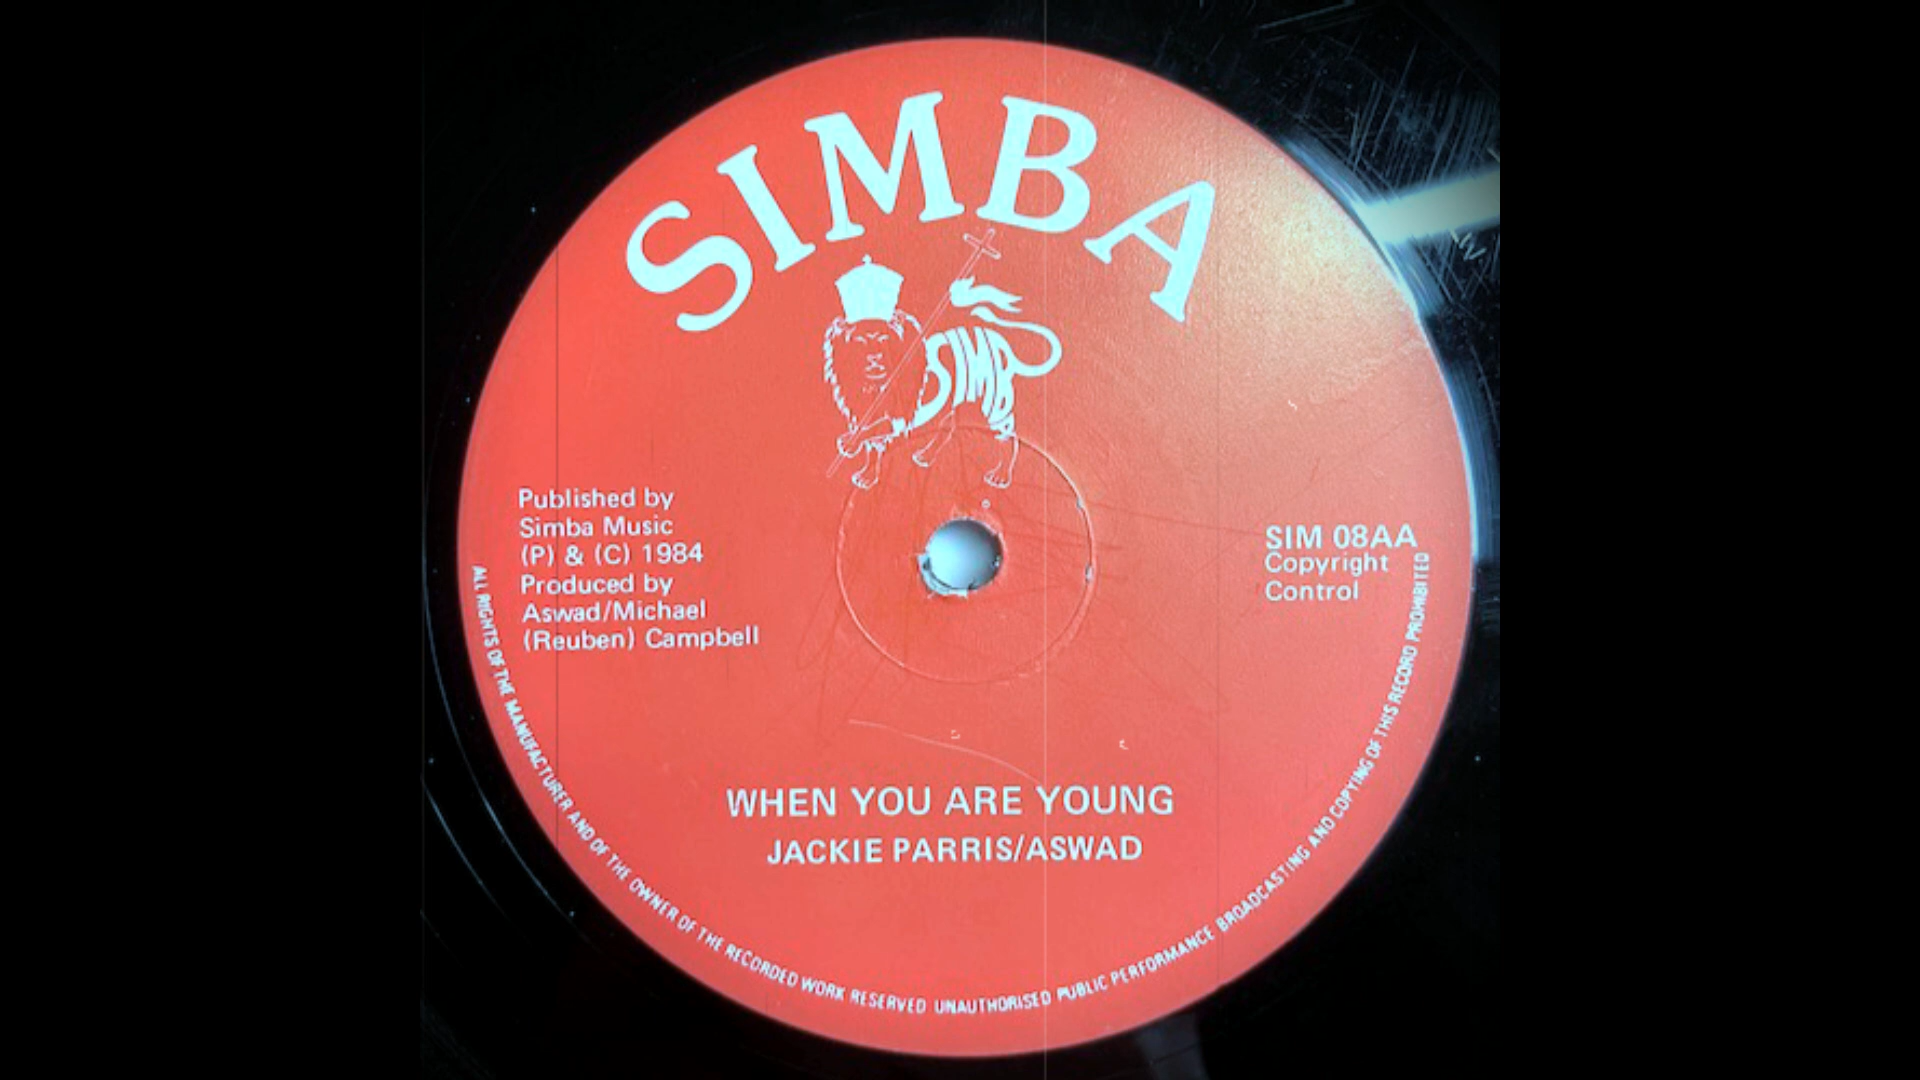 SIMBA
SIMBA
Published by
Simba Music
(P) & (C) 1984
Produced by
Aswad/Michael
(Reuben) Campbell
SIM 08AA
Copyright
Control
WHEN YOU ARE YOUNG
JACKIE PARRIS/ASWAD
ALL RIGHTS OF THE MANUFACTURER AND OF THE OWNER OF THE RECORDED WORK RESERVED UNAUTHORISED PUBLIC PERFORMANCE BROADCASTING AND COPYING OF THIS RECORD PROHIBITED